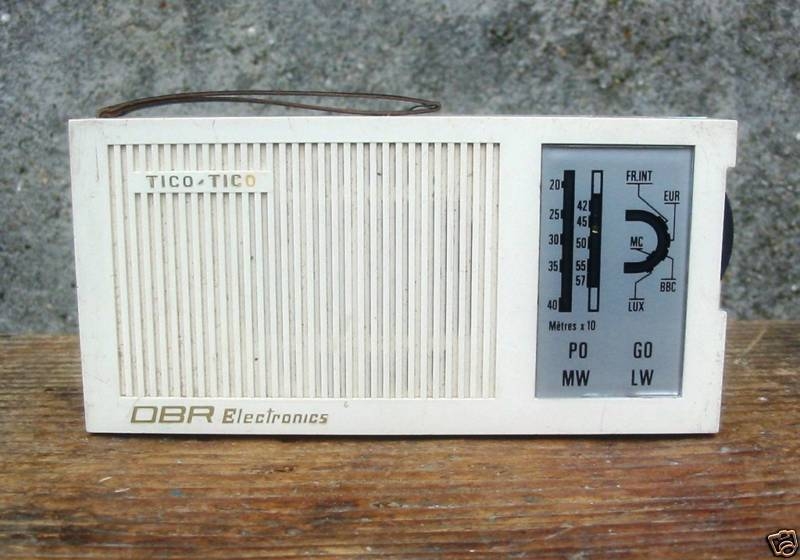 TICO-TICO
20
25
30
35
40
42
45
50
55
57
Mètres x 10
FR.INT
EUR
MC
BBC
LUX
PO GO
MW LW
DBR Electronics